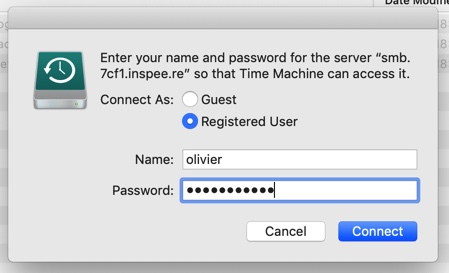 Date Modifie
Enter your name and password for the server “smb.
7cf1.inspee.re” so that Time Machine can access it.
Connect As: Guest
Registered User
Name: olivier
Password: ●●●●●●●●●●●
Cancel Connect